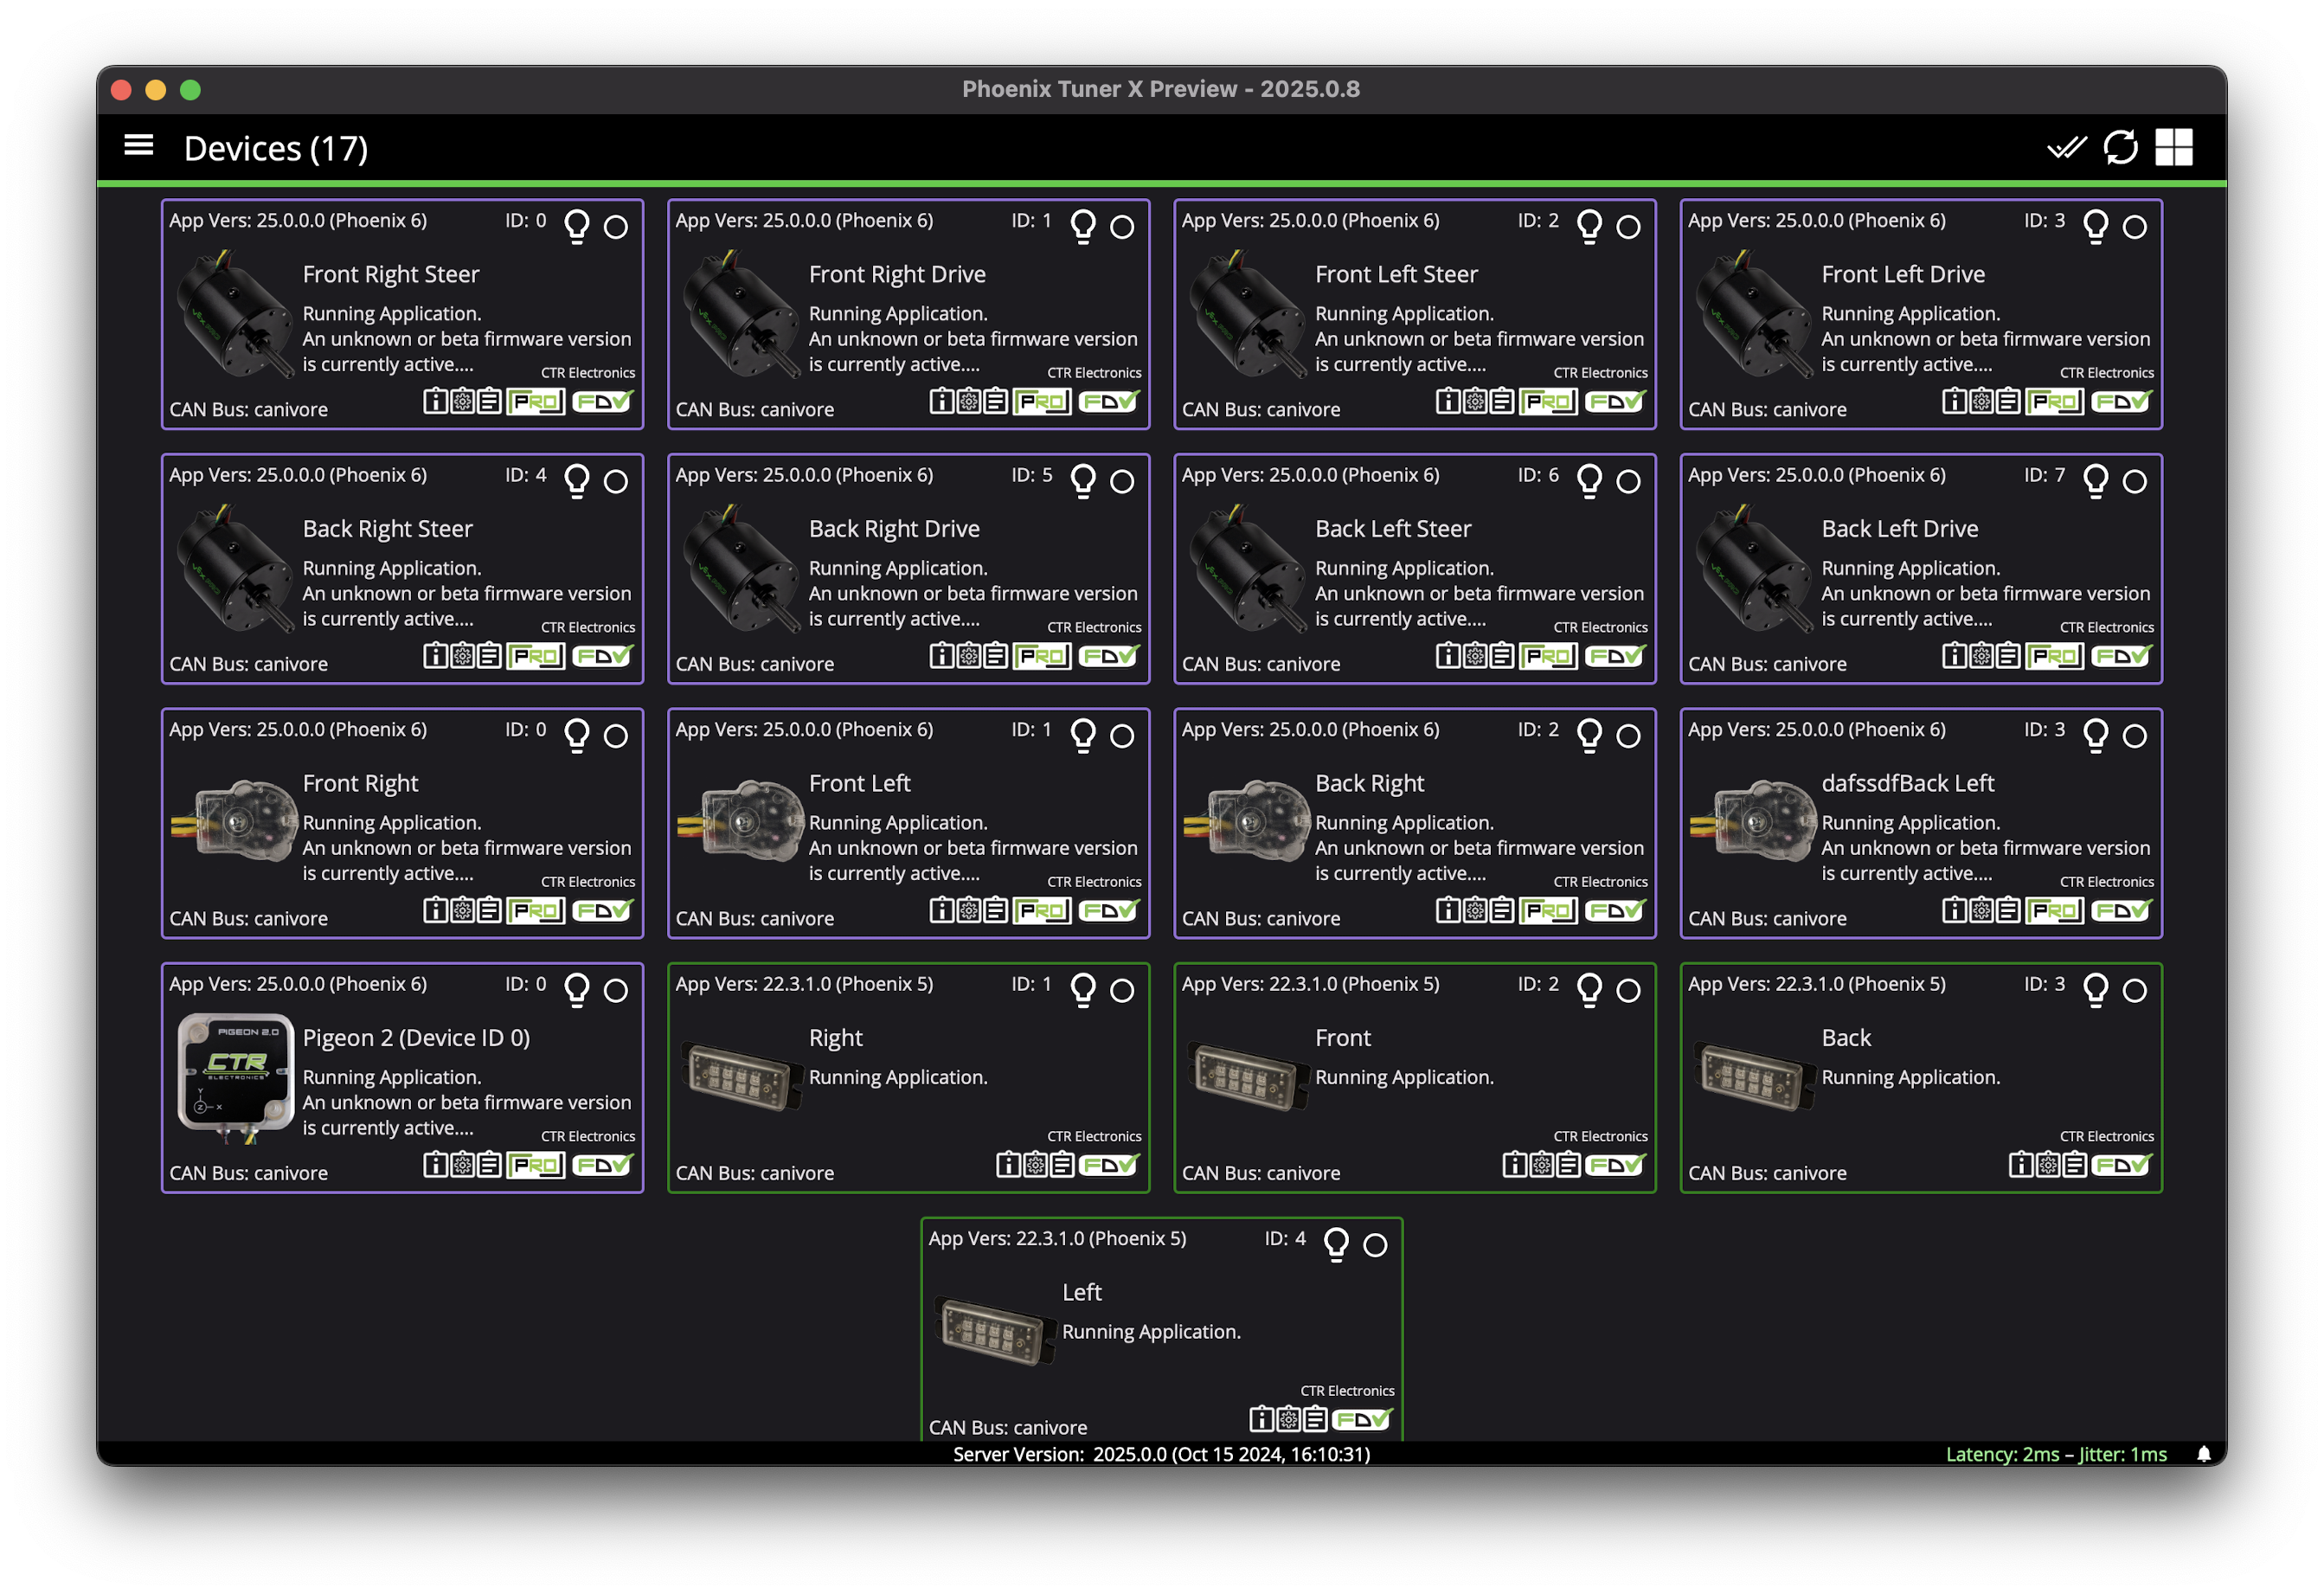 Phoenix Tuner X Preview - 2025.0.8
Devices (17)
App Vers: 25.0.0.0 (Phoenix 6) ID: 0
Front Right Steer
Running Application.
An unknown or beta firmware version
is currently active....
CTR Electronics
CAN Bus: canivore PRO FDV
App Vers: 25.0.0.0 (Phoenix 6) ID: 1
Front Right Drive
Running Application.
An unknown or beta firmware version
is currently active....
CTR Electronics
CAN Bus: canivore PRO FDV
App Vers: 25.0.0.0 (Phoenix 6) ID: 2
Front Left Steer
Running Application.
An unknown or beta firmware version
is currently active....
CTR Electronics
CAN Bus: canivore PRO FDV
App Vers: 25.0.0.0 (Phoenix 6) ID: 3
Front Left Drive
Running Application.
An unknown or beta firmware version
is currently active....
CTR Electronics
CAN Bus: canivore PRO FDV
App Vers: 25.0.0.0 (Phoenix 6) ID: 4
Back Right Steer
Running Application.
An unknown or beta firmware version
is currently active....
CTR Electronics
CAN Bus: canivore PRO FDV
App Vers: 25.0.0.0 (Phoenix 6) ID: 5
Back Right Drive
Running Application.
An unknown or beta firmware version
is currently active....
CTR Electronics
CAN Bus: canivore PRO FDV
App Vers: 25.0.0.0 (Phoenix 6) ID: 6
Back Left Steer
Running Application.
An unknown or beta firmware version
is currently active....
CTR Electronics
CAN Bus: canivore PRO FDV
App Vers: 25.0.0.0 (Phoenix 6) ID: 7
Back Left Drive
Running Application.
An unknown or beta firmware version
is currently active....
CTR Electronics
CAN Bus: canivore PRO FDV
App Vers: 25.0.0.0 (Phoenix 6) ID: 0
Front Right
Running Application.
An unknown or beta firmware version
is currently active....
CTR Electronics
CAN Bus: canivore PRO FDV
App Vers: 25.0.0.0 (Phoenix 6) ID: 1
Front Left
Running Application.
An unknown or beta firmware version
is currently active....
CTR Electronics
CAN Bus: canivore PRO FDV
App Vers: 25.0.0.0 (Phoenix 6) ID: 2
Back Right
Running Application.
An unknown or beta firmware version
is currently active....
CTR Electronics
CAN Bus: canivore PRO FDV
App Vers: 25.0.0.0 (Phoenix 6) ID: 3
dafssdfBack Left
Running Application.
An unknown or beta firmware version
is currently active....
CTR Electronics
CAN Bus: canivore PRO FDV
App Vers: 25.0.0.0 (Phoenix 6) ID: 0
PIGEON 2.0
CTR
ELECTRONICS
Y
Z X
Pigeon 2 (Device ID 0)
Running Application.
An unknown or beta firmware version
is currently active....
CTR Electronics
CAN Bus: canivore PRO FDV
App Vers: 22.3.1.0 (Phoenix 5) ID: 1
Right
Running Application.
CTR Electronics
CAN Bus: canivore FDV
App Vers: 22.3.1.0 (Phoenix 5) ID: 2
Front
Running Application.
CTR Electronics
CAN Bus: canivore FDV
App Vers: 22.3.1.0 (Phoenix 5) ID: 3
Back
Running Application.
CTR Electronics
CAN Bus: canivore FDV
App Vers: 22.3.1.0 (Phoenix 5) ID: 4
Left
Running Application.
CTR Electronics
CAN Bus: canivore FDV
Server Version: 2025.0.0 (Oct 15 2024, 16:10:31)
Latency: 2ms – Jitter: 1ms